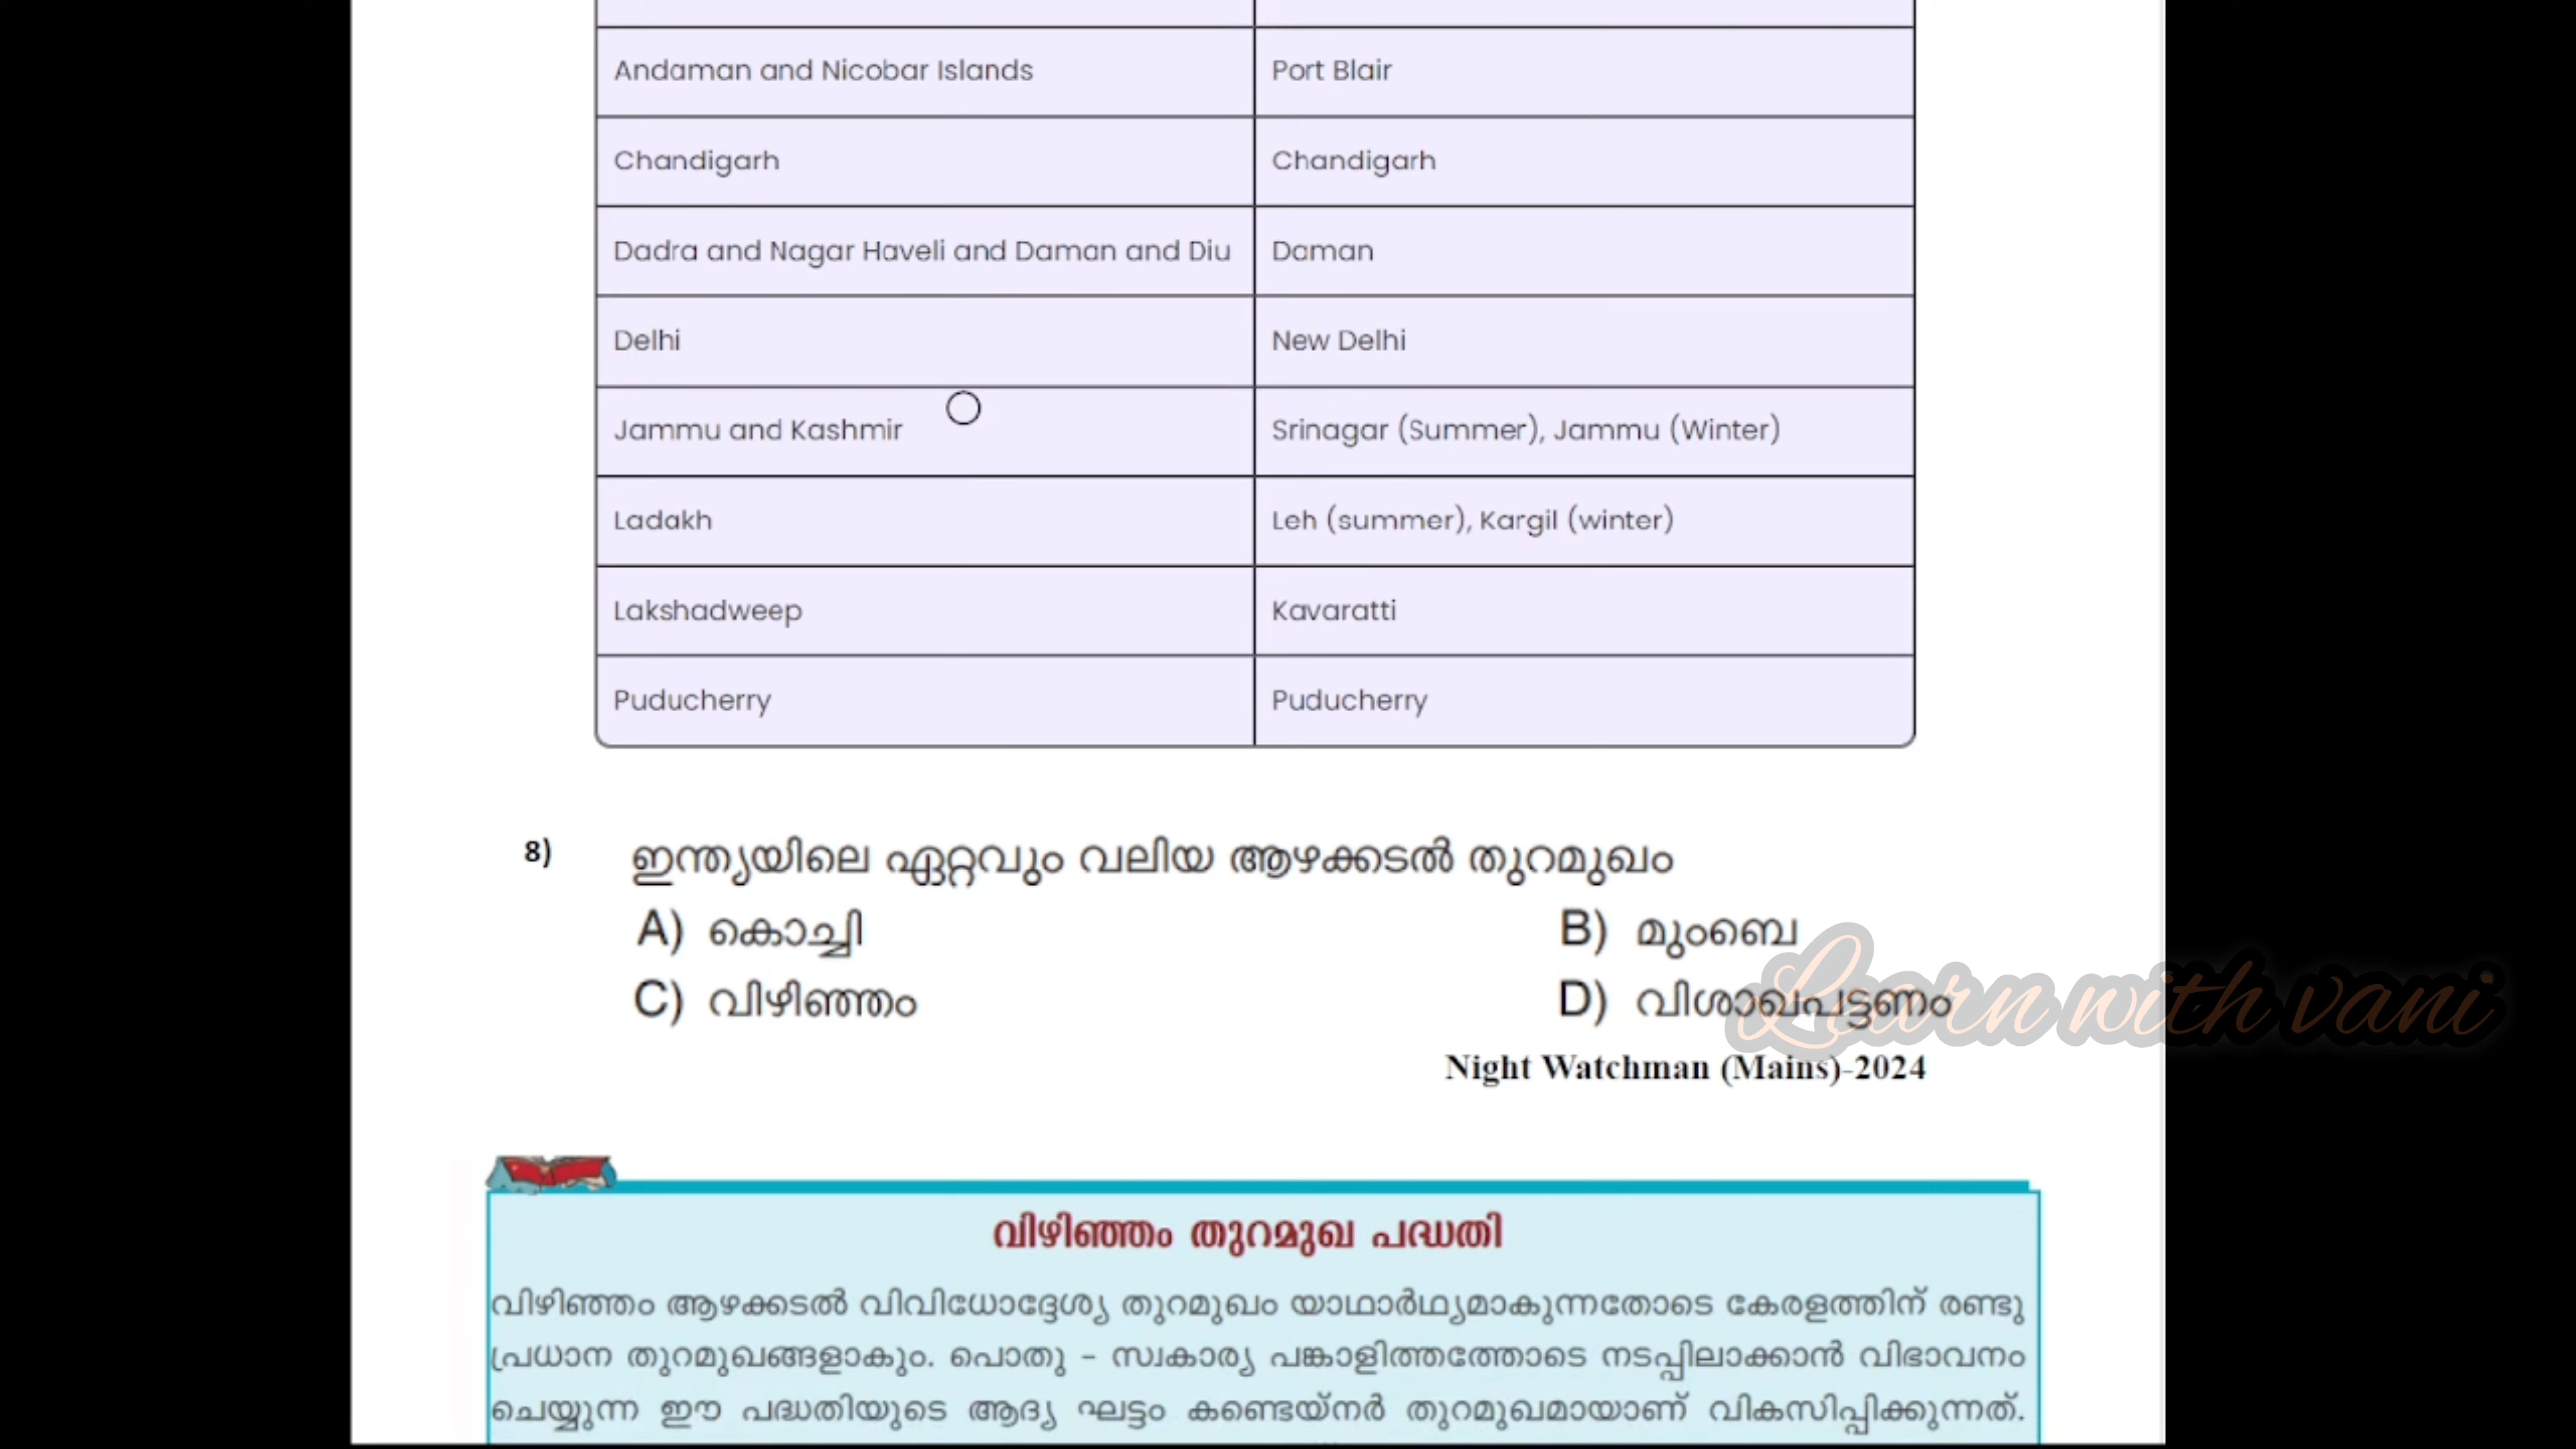 Andaman and Nicobar Islands Port Blair
Chandigarh Chandigarh
Dadra and Nagar Haveli and Daman and Diu Daman
Delhi New Delhi
Jammu and Kashmir Srinagar (Summer), Jammu (Winter)
Ladakh Leh (summer), Kargil (winter)
Lakshadweep Kavaratti
Puducherry Puducherry
8) ഇന്ത്യയിലെ ഏറ്റവും വലിയ ആഴക്കടൽ തുറമുഖം
A) കൊച്ചി B) മുംബെ
C) വിഴിഞ്ഞം D) വിശാഖപട്ടണം
Learn with vani
Night Watchman (Mains)-2024
വിഴിഞ്ഞം തുറമുഖ പദ്ധതി
വിഴിഞ്ഞം ആഴക്കടൽ വിവിധോദ്ദേശ്യ തുറമുഖം യാഥാർഥ്യമാകുന്നതോടെ കേരളത്തിന് രണ്ടു
പ്രധാന തുറമുഖങ്ങളാകും. പൊതു - സ്വകാര്യ പങ്കാളിത്തത്തോടെ നടപ്പിലാക്കാൻ വിഭാവനം
ചെയ്യുന്ന ഈ പദ്ധതിയുടെ ആദ്യ ഘട്ടം കണ്ടെയ്നർ തുറമുഖമായാണ് വികസിപ്പിക്കുന്നത്.